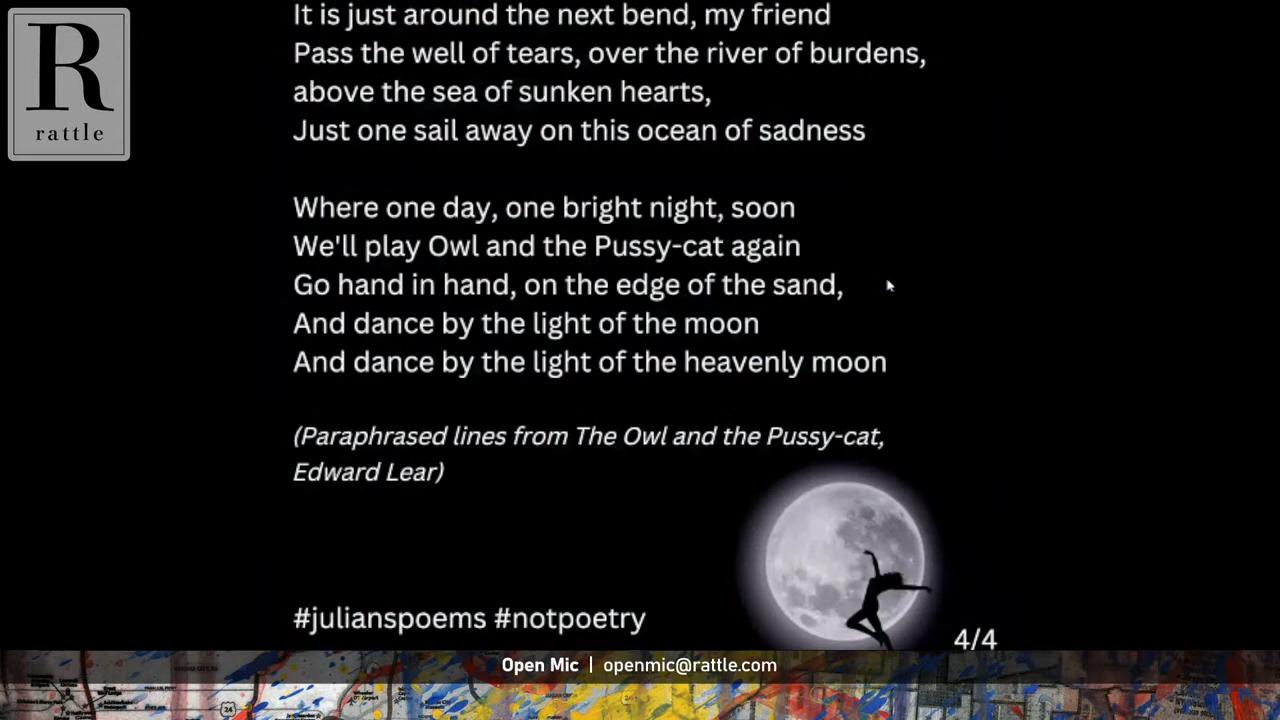 R
rattle
It is just around the next bend, my friend
Pass the well of tears, over the river of burdens,
above the sea of sunken hearts,
Just one sail away on this ocean of sadness
Where one day, one bright night, soon
We'll play Owl and the Pussy-cat again
Go hand in hand, on the edge of the sand,
And dance by the light of the moon
And dance by the light of the heavenly moon
(Paraphrased lines from The Owl and the Pussy-cat,
Edward Lear)
#julianspoems #notpoetry
4/4
Open Mic | openmic@rattle.com
24